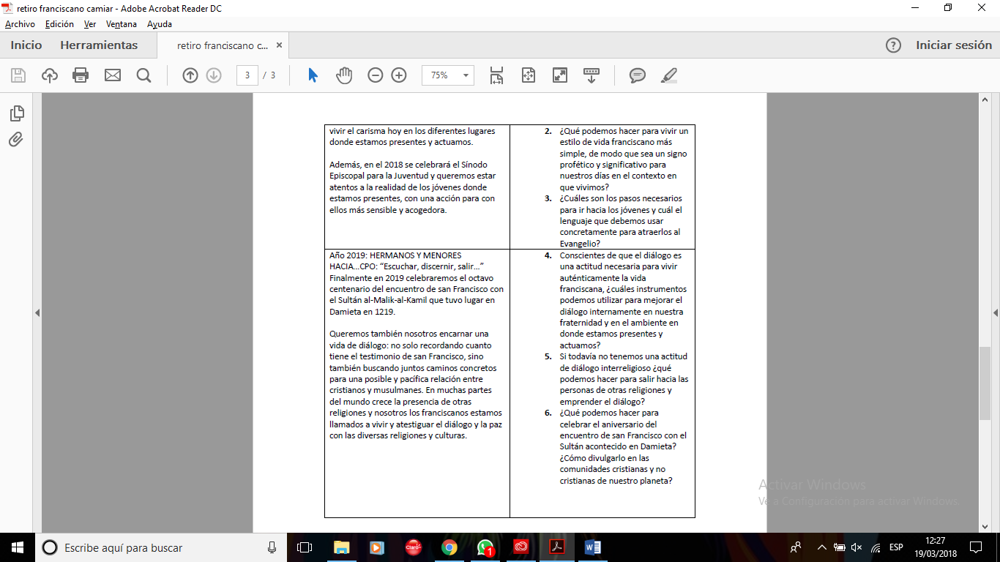 retiro franciscano camiar - Adobe Acrobat Reader DC
Archivo Edición Ver Ventana Ayuda
Inicio Herramientas retiro franciscano c... × Iniciar sesión
3 / 3 75%
vivir el carisma hoy en los diferentes lugares
donde estamos presentes y actuamos.
Además, en el 2018 se celebrará el Sínodo
Episcopal para la Juventud y queremos estar
atentos a la realidad de los jóvenes donde
estamos presentes, con una acción para con
ellos más sensible y acogedora.
2. ¿Qué podemos hacer para vivir un
estilo de vida franciscano más
simple, de modo que sea un signo
profético y significativo para
nuestros días en el contexto en
que vivimos?
3. ¿Cuáles son los pasos necesarios
para ir hacia los jóvenes y cuál el
lenguaje que debemos usar
concretamente para atraerlos al
Evangelio?
Año 2019: HERMANOS Y MENORES
HACIA...CPO: “Escuchar, discernir, salir...”
Finalmente en 2019 celebraremos el octavo
centenario del encuentro de san Francisco con
el Sultán al-Malik-al-Kamil que tuvo lugar en
Damieta en 1219.
Queremos también nosotros encarnar una
vida de diálogo: no solo recordando cuanto
tiene el testimonio de san Francisco, sino
también buscando juntos caminos concretos
para una posible y pacífica relación entre
cristianos y musulmanes. En muchas partes
del mundo crece la presencia de otras
religiones y nosotros los franciscanos estamos
llamados a vivir y atestiguar el diálogo y la paz
con las diversas religiones y culturas.
4. Conscientes de que el diálogo es
una actitud necesaria para vivir
auténticamente la vida
franciscana, ¿cuáles instrumentos
podemos utilizar para mejorar el
diálogo internamente en nuestra
fraternidad y en el ambiente en
donde estamos presentes y
actuamos?
5. Si todavía no tenemos una actitud
de diálogo interreligioso ¿qué
podemos hacer para salir hacia las
personas de otras religiones y
emprender el diálogo?
6. ¿Qué podemos hacer para
celebrar el aniversario del
encuentro de san Francisco con el
Sultán acontecido en Damieta?
¿Cómo divulgarlo en las
comunidades cristianas y no
cristianas de nuestro planeta?
Activar Windows
Ve a Configuración para activar Windows.
Escribe aquí para buscar
Claro
1
ESP
12:27
19/03/2018